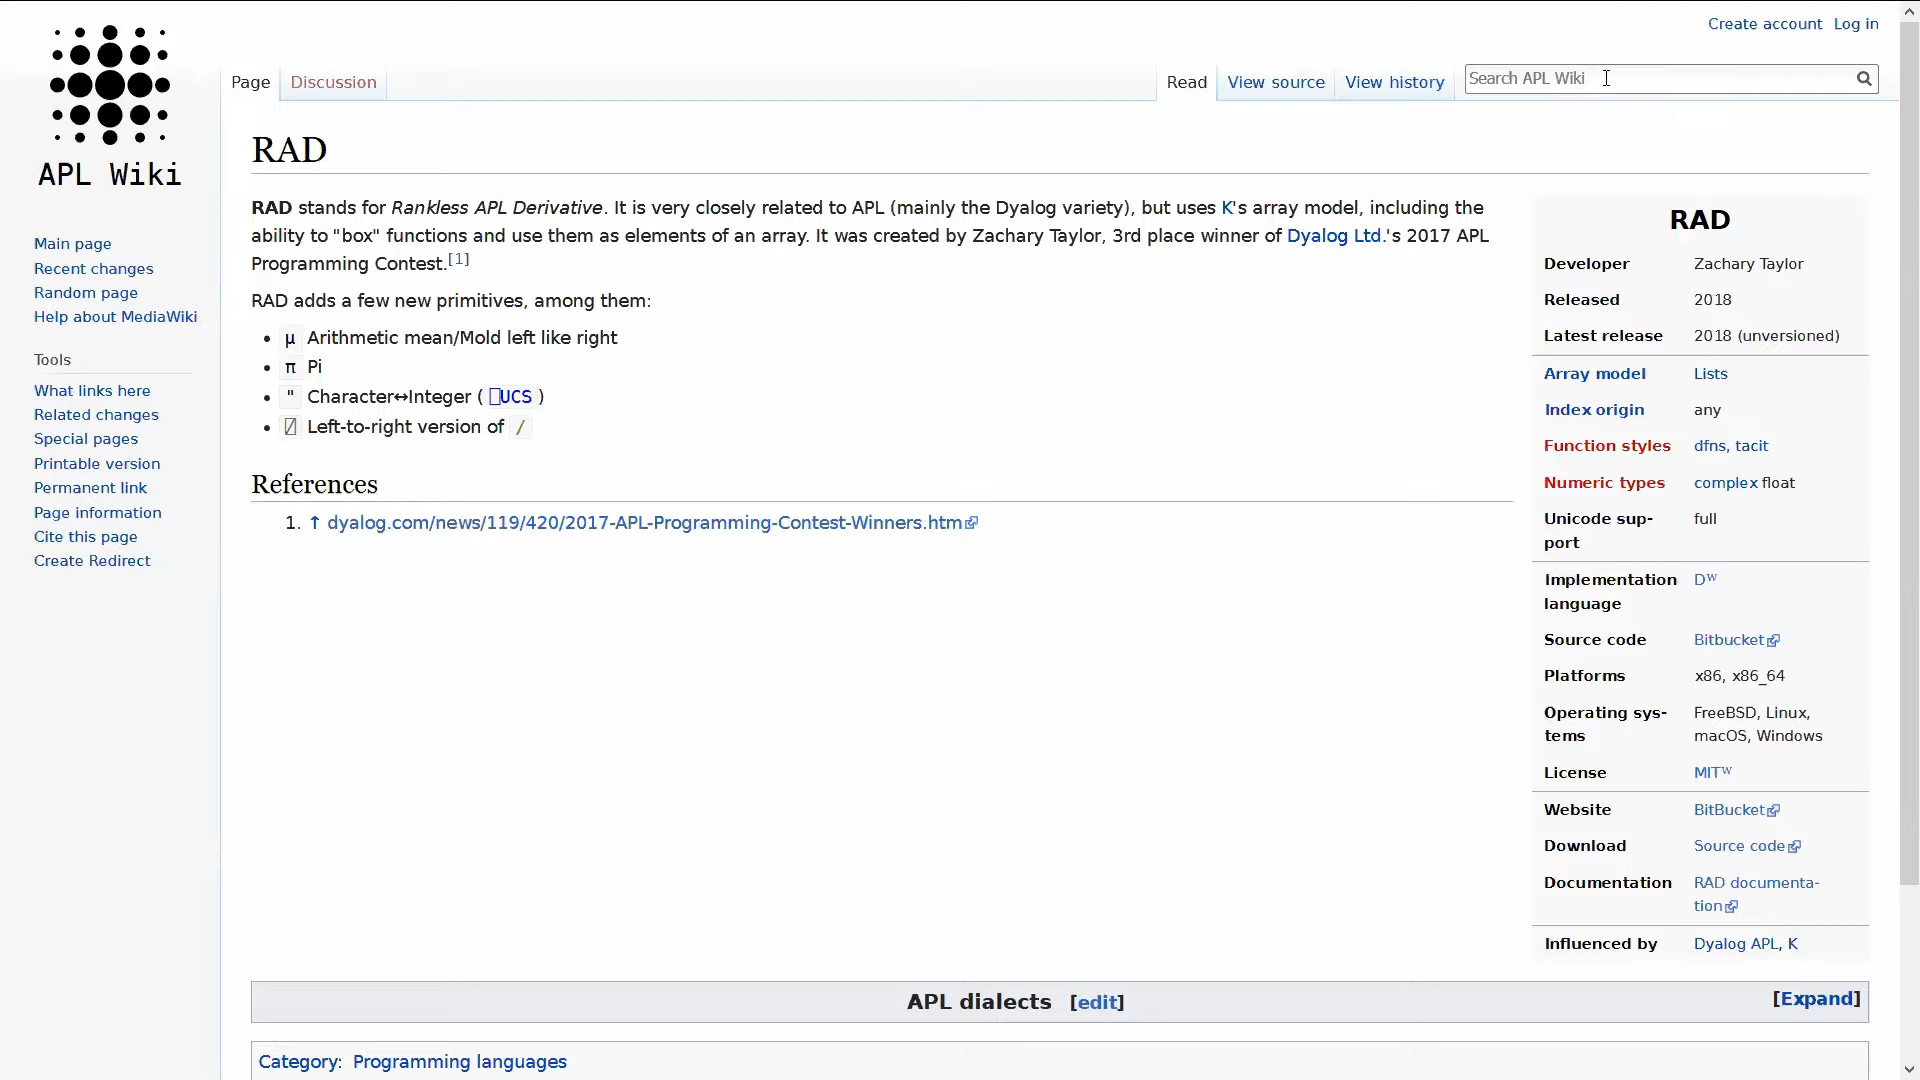 Create account Log in
Page Discussion Read View source View history Search APL Wiki
APL Wiki
Main page
Recent changes
Random page
Help about MediaWiki
Tools
What links here
Related changes
Special pages
Printable version
Permanent link
Page information
Cite this page
Create Redirect
RAD
RAD stands for Rankless APL Derivative. It is very closely related to APL (mainly the Dyalog variety), but uses K's array model, including the
ability to "box" functions and use them as elements of an array. It was created by Zachary Taylor, 3rd place winner of Dyalog Ltd.'s 2017 APL
Programming Contest.[1]
RAD adds a few new primitives, among them:
• μ Arithmetic mean/Mold left like right
• π Pi
• " Character↔Integer ( ⎕UCS )
• ⍁ Left-to-right version of /
References
1. ↑ dyalog.com/news/119/420/2017-APL-Programming-Contest-Winners.htm
RAD
Developer Zachary Taylor
Released 2018
Latest release 2018 (unversioned)
Array model Lists
Index origin any
Function styles dfns, tacit
Numeric types complex float
Unicode sup- full
port
Implementation Dᵂ
language
Source code Bitbucket
Platforms x86, x86_64
Operating sys- FreeBSD, Linux,
tems macOS, Windows
License MITᵂ
Website BitBucket
Download Source code
Documentation RAD documenta-
tion
Influenced by Dyalog APL, K
APL dialects [edit] [Expand]
Category: Programming languages